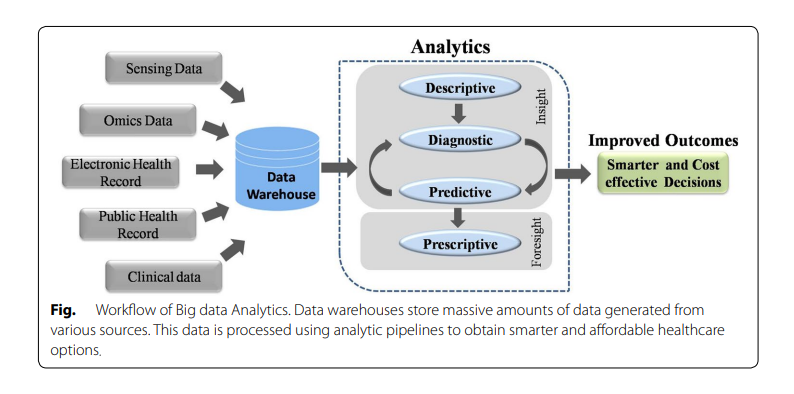 Analytics
Sensing Data
Omics Data
Electronic Health
Record
Public Health
Record
Clinical data
Data
Warehouse
Descriptive
Diagnostic
Predictive
Insight
Prescriptive
Foresight
Improved Outcomes
Smarter and Cost
effective Decisions
Fig. Workflow of Big data Analytics. Data warehouses store massive amounts of data generated from
various sources. This data is processed using analytic pipelines to obtain smarter and affordable healthcare
options.